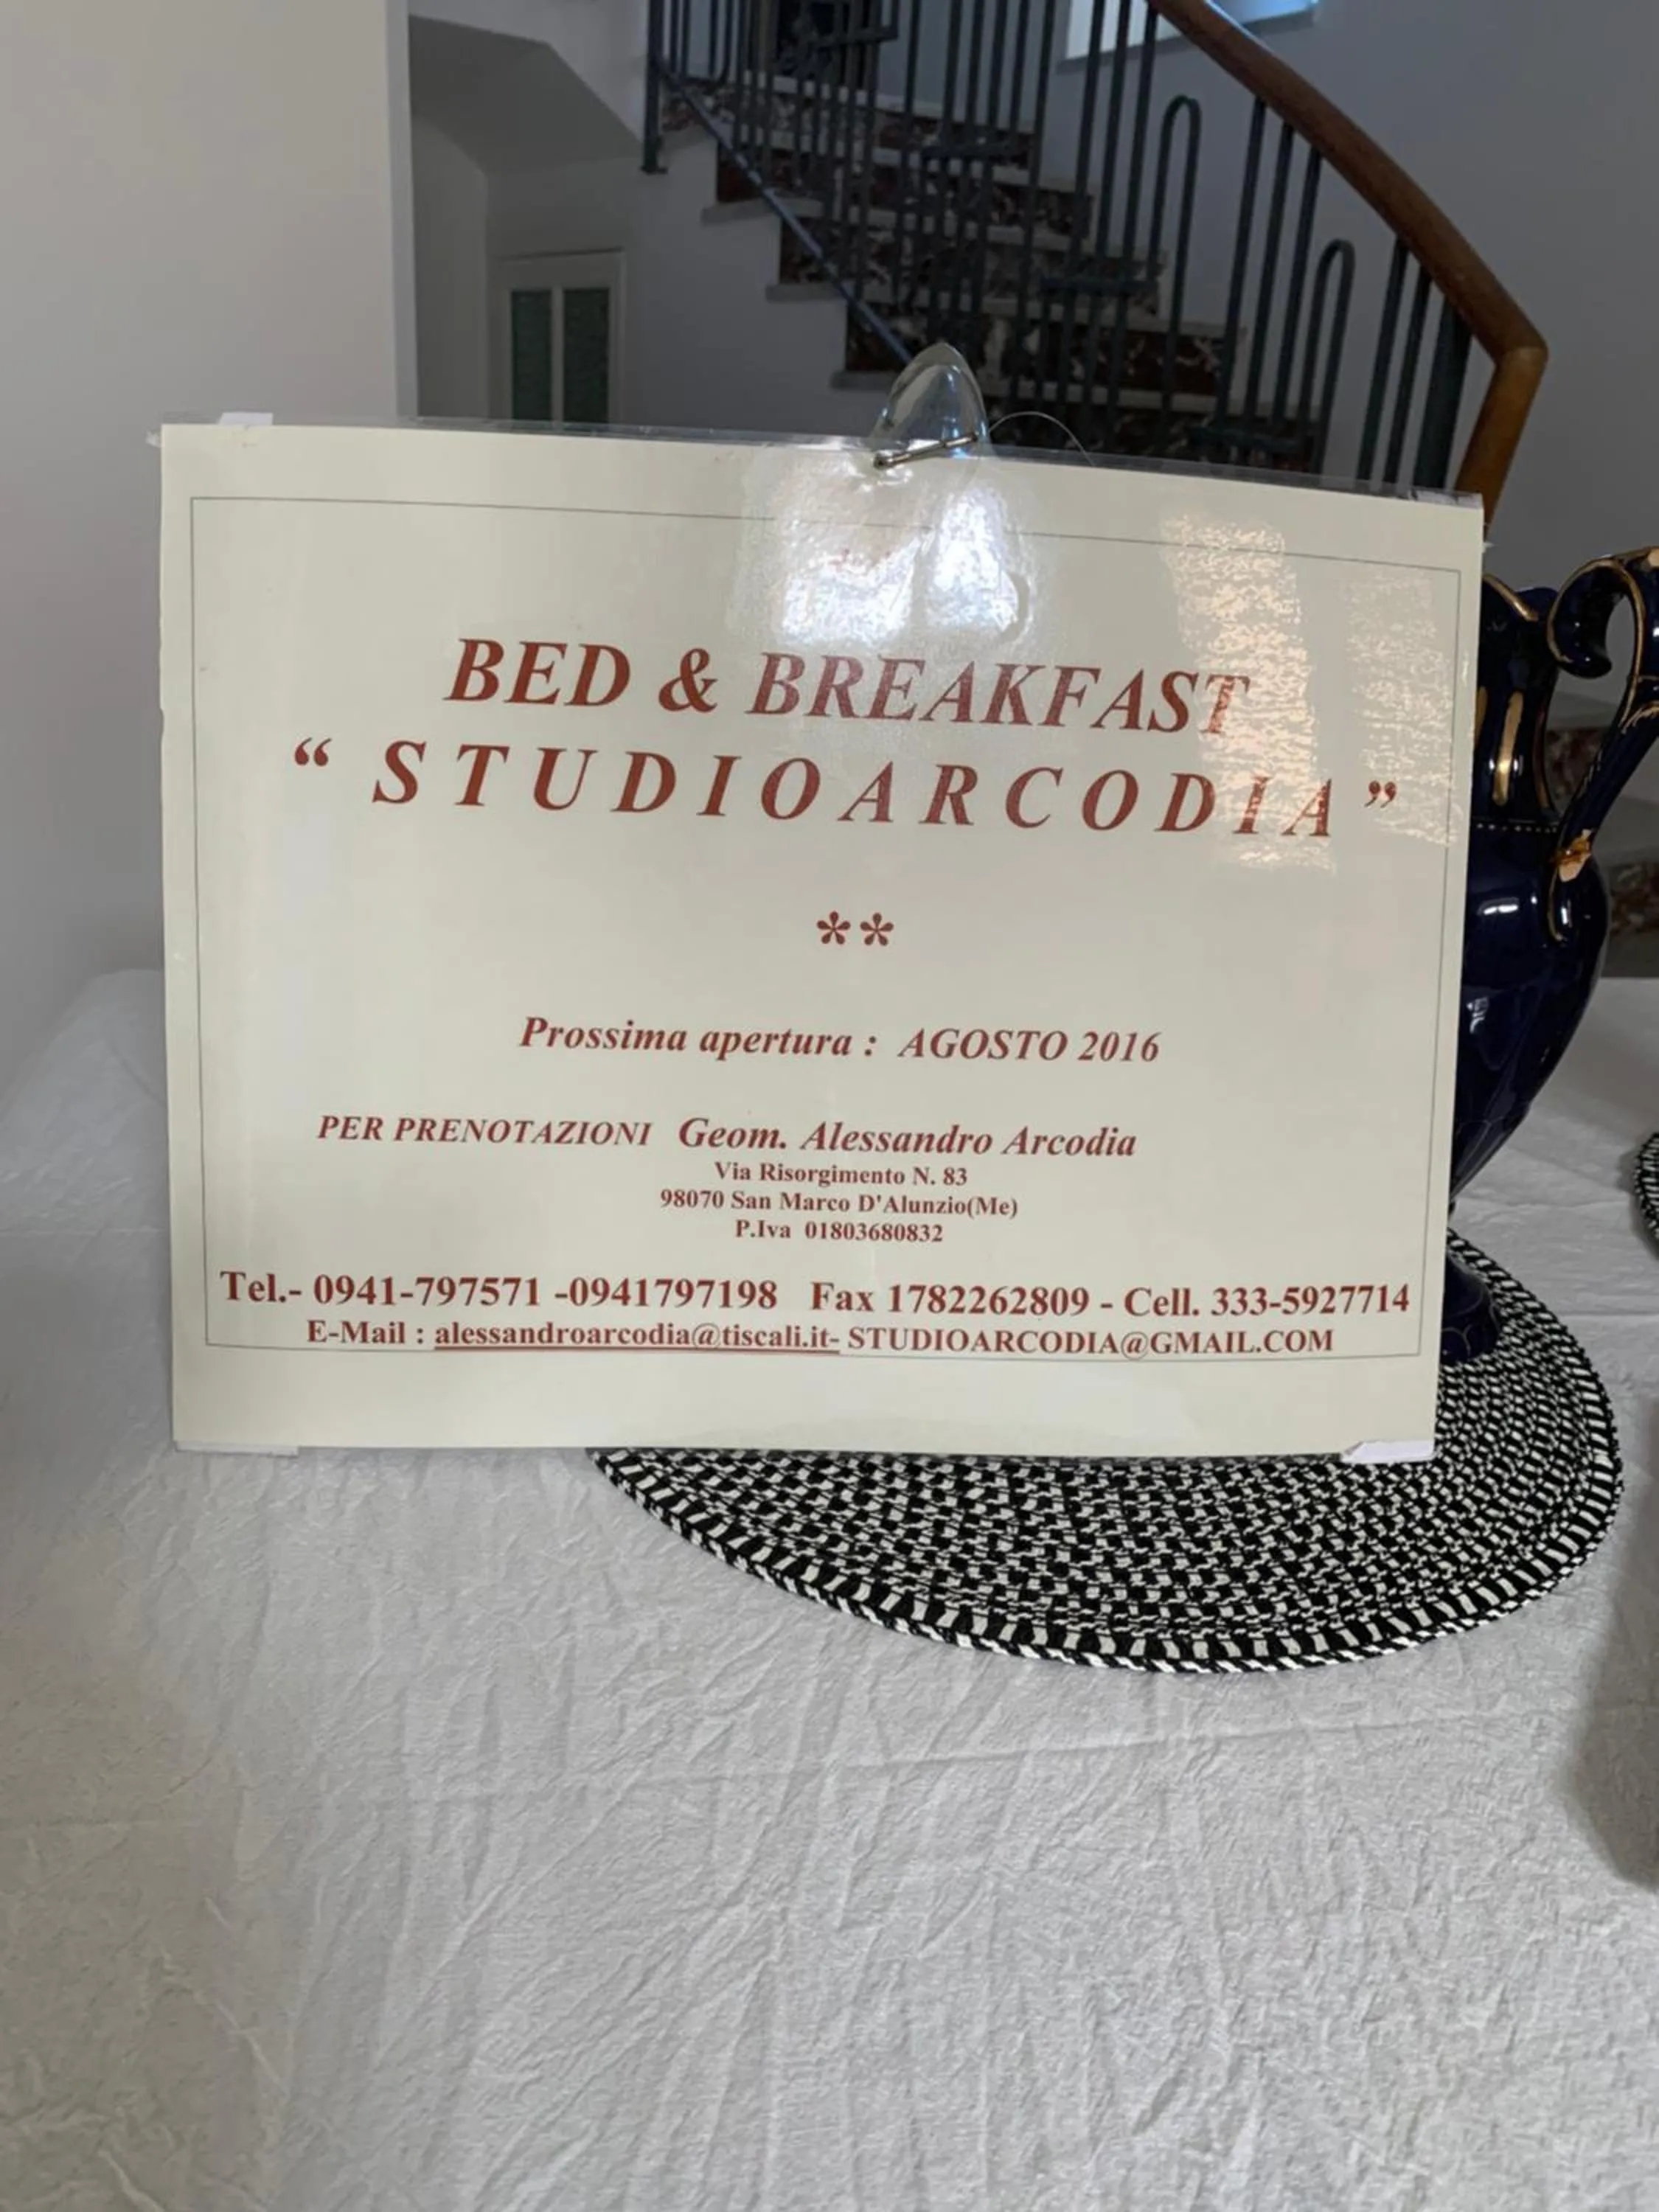 BED & BREAKFAST
“ STUDIOARCODIA ”
**
Prossima apertura : AGOSTO 2016
PER PRENOTAZIONI Geom. Alessandro Arcodia
Via Risorgimento N. 83
98070 San Marco D'Alunzio(Me)
P.Iva 01803680832
Tel.- 0941-797571 -0941797198 Fax 1782262809 - Cell. 333-5927714
E-Mail : alessandroarcodia@tiscali.it- STUDIOARCODIA@GMAIL.COM